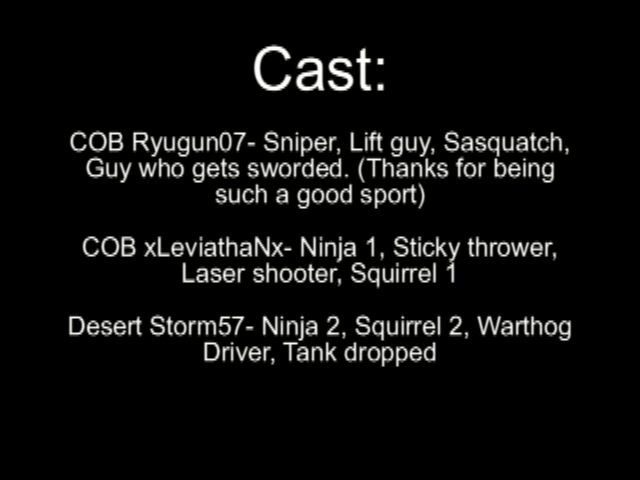 Cast:
COB Ryugun07- Sniper, Lift guy, Sasquatch,
Guy who gets sworded. (Thanks for being
such a good sport)
COB xLeviathaNx- Ninja 1, Sticky thrower,
Laser shooter, Squirrel 1
Desert Storm57- Ninja 2, Squirrel 2, Warthog
Driver, Tank dropped